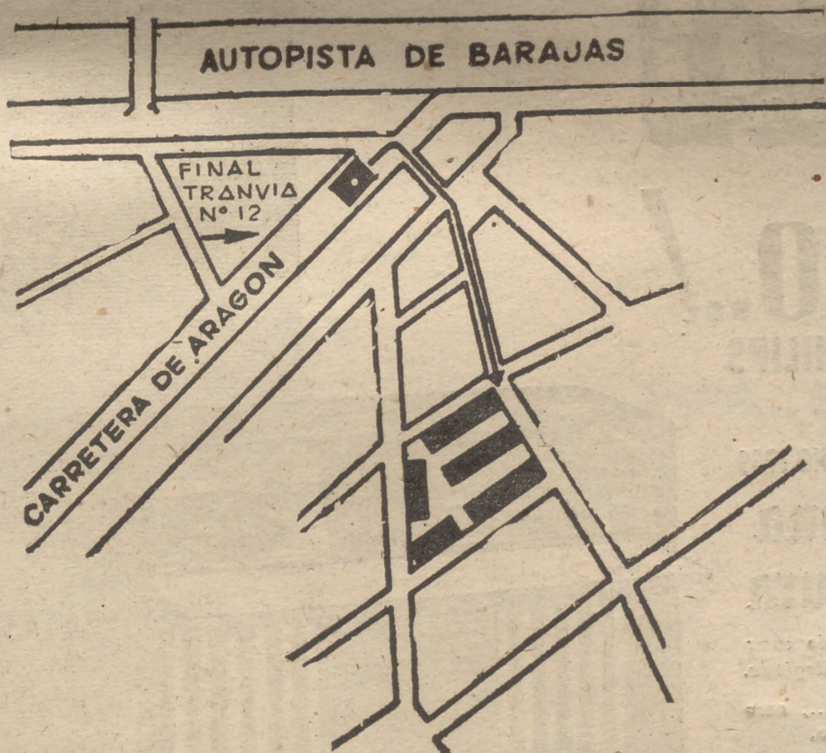 AUTOPISTA DE BARAJAS
FINAL
TRANVIA
Nº 12
CARRETERA DE ARAGON